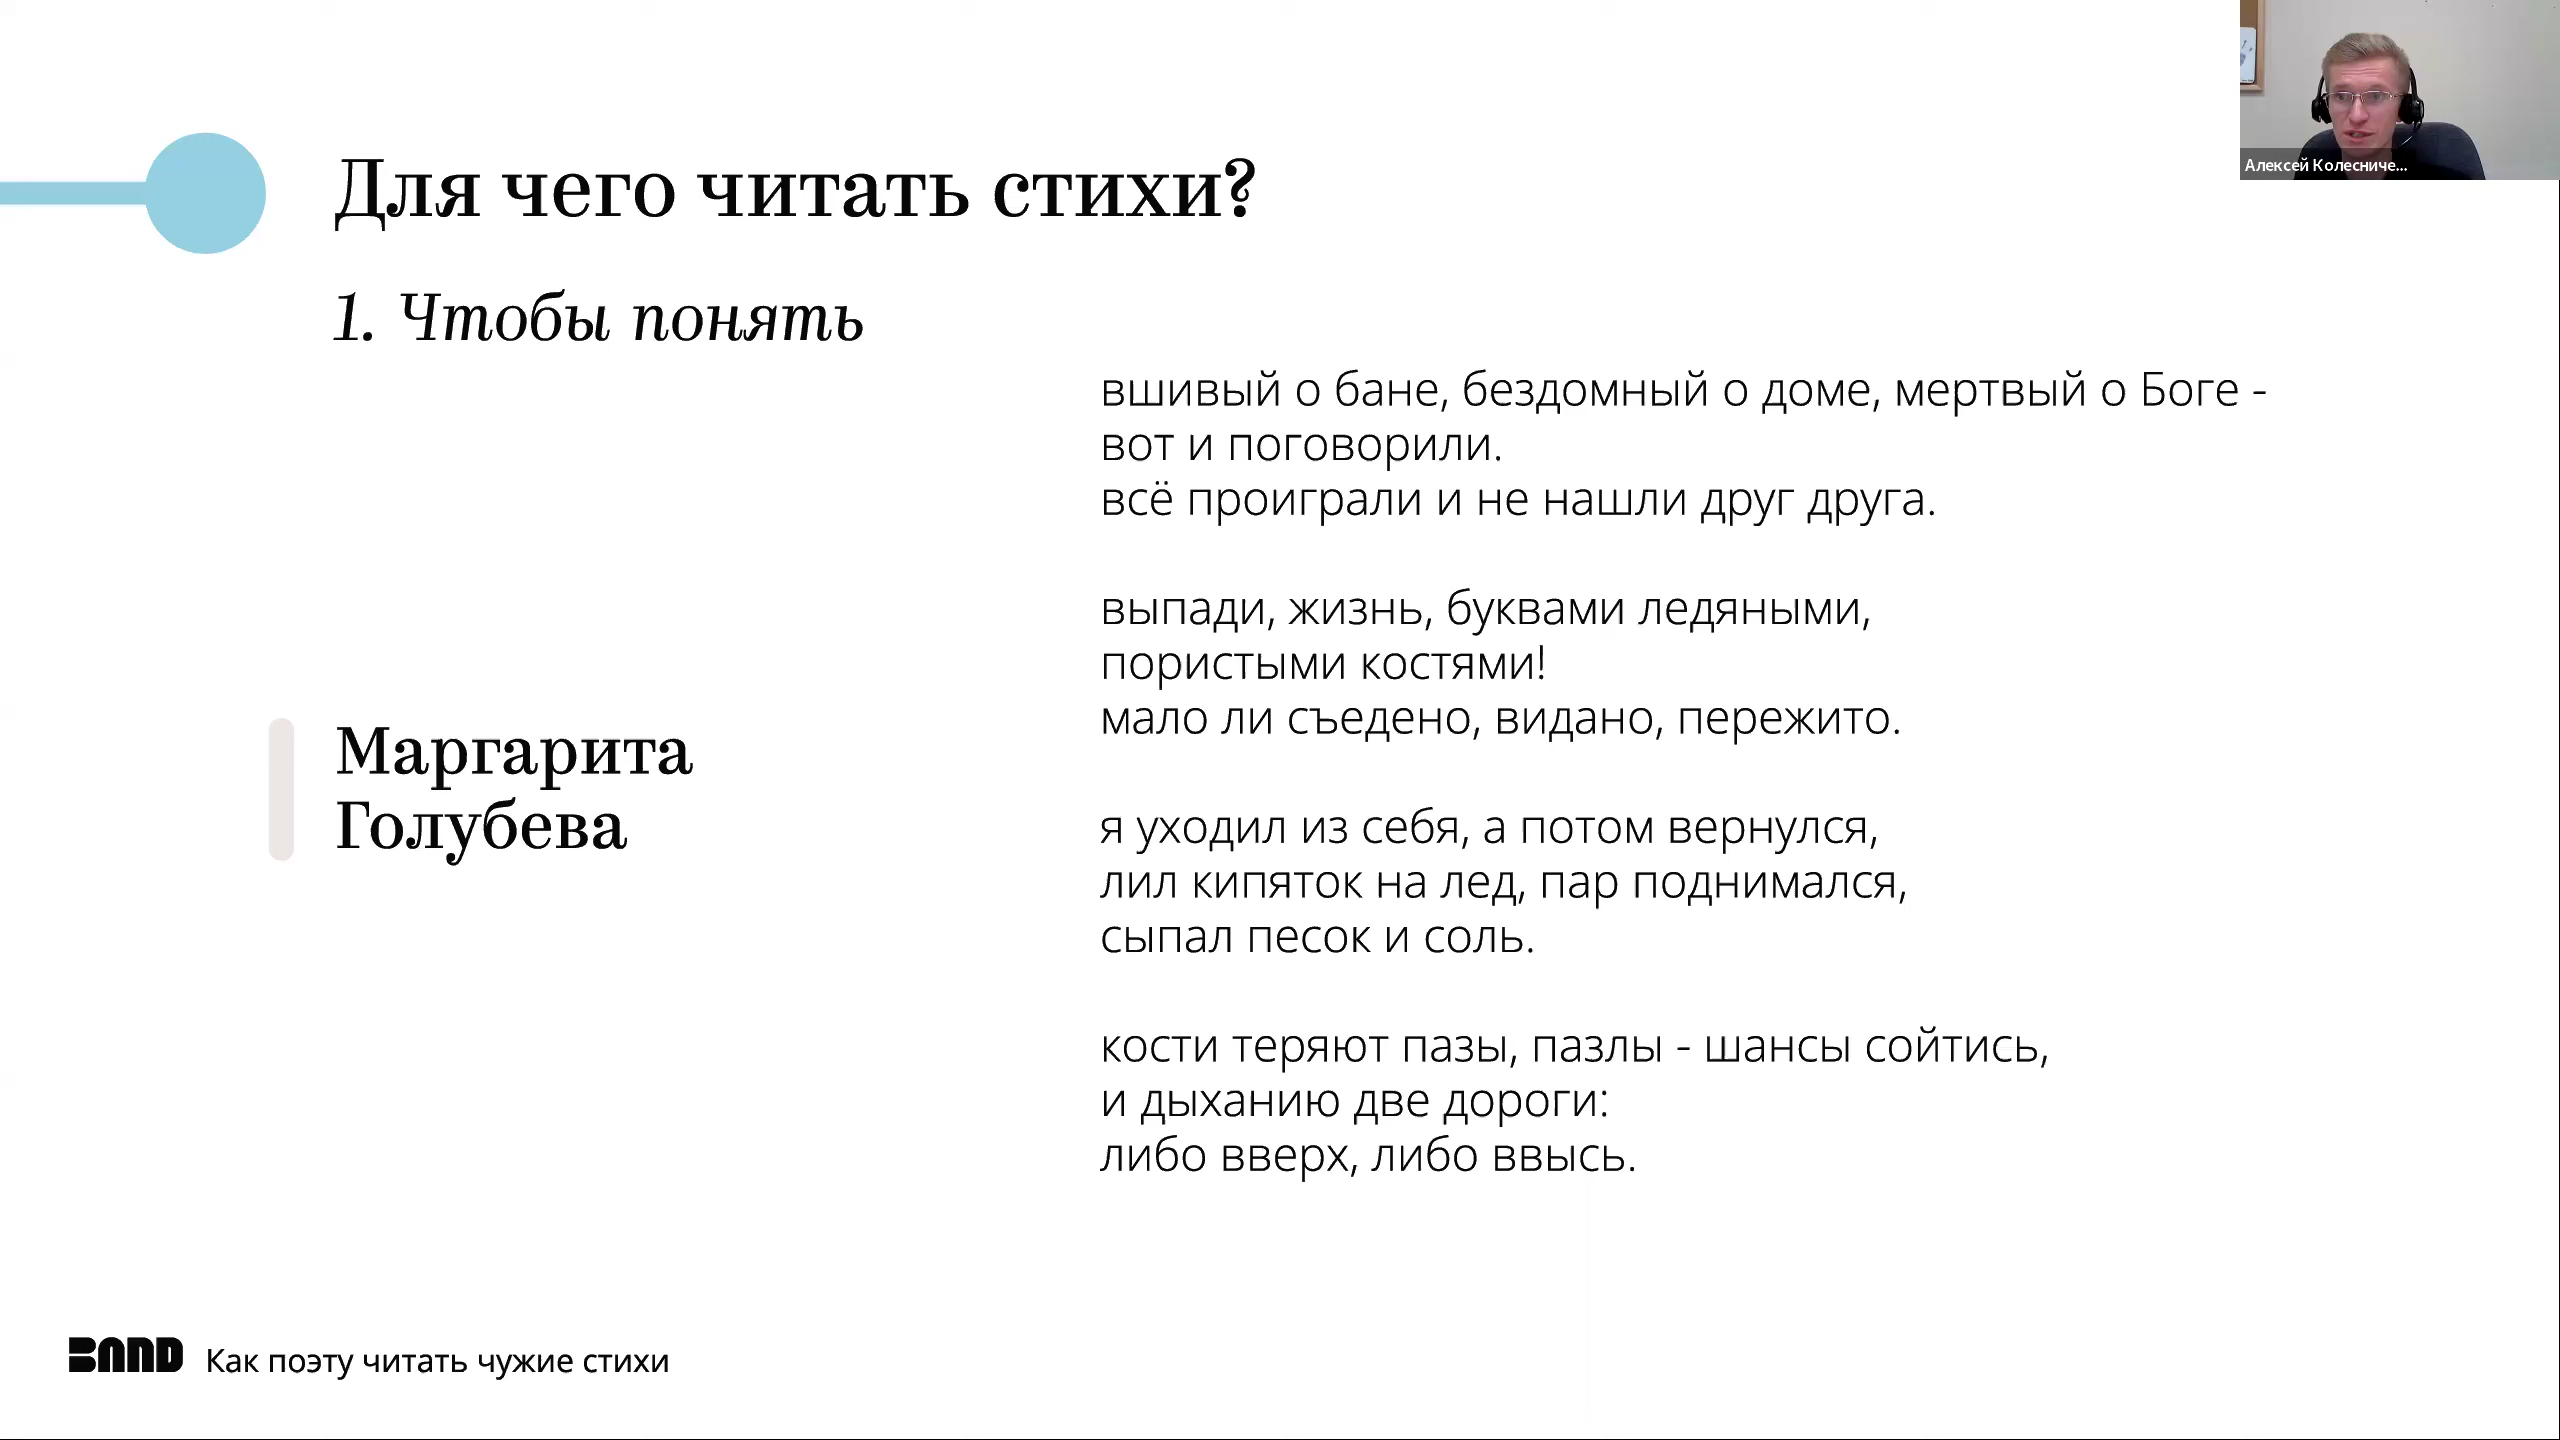 Алексей Колесниче...
Для чего читать стихи?
1. Чтобы понять
Маргарита
Голубева
вшивый о бане, бездомный о доме, мертвый о Боге -
вот и поговорили.
всё проиграли и не нашли друг друга.
выпади, жизнь, буквами ледяными,
пористыми костями!
мало ли съедено, видано, пережито.
я уходил из себя, а потом вернулся,
лил кипяток на лед, пар поднимался,
сыпал песок и соль.
кости теряют пазы, пазлы - шансы сойтись,
и дыханию две дороги:
либо вверх, либо ввысь.
BAND Как поэту читать чужие стихи